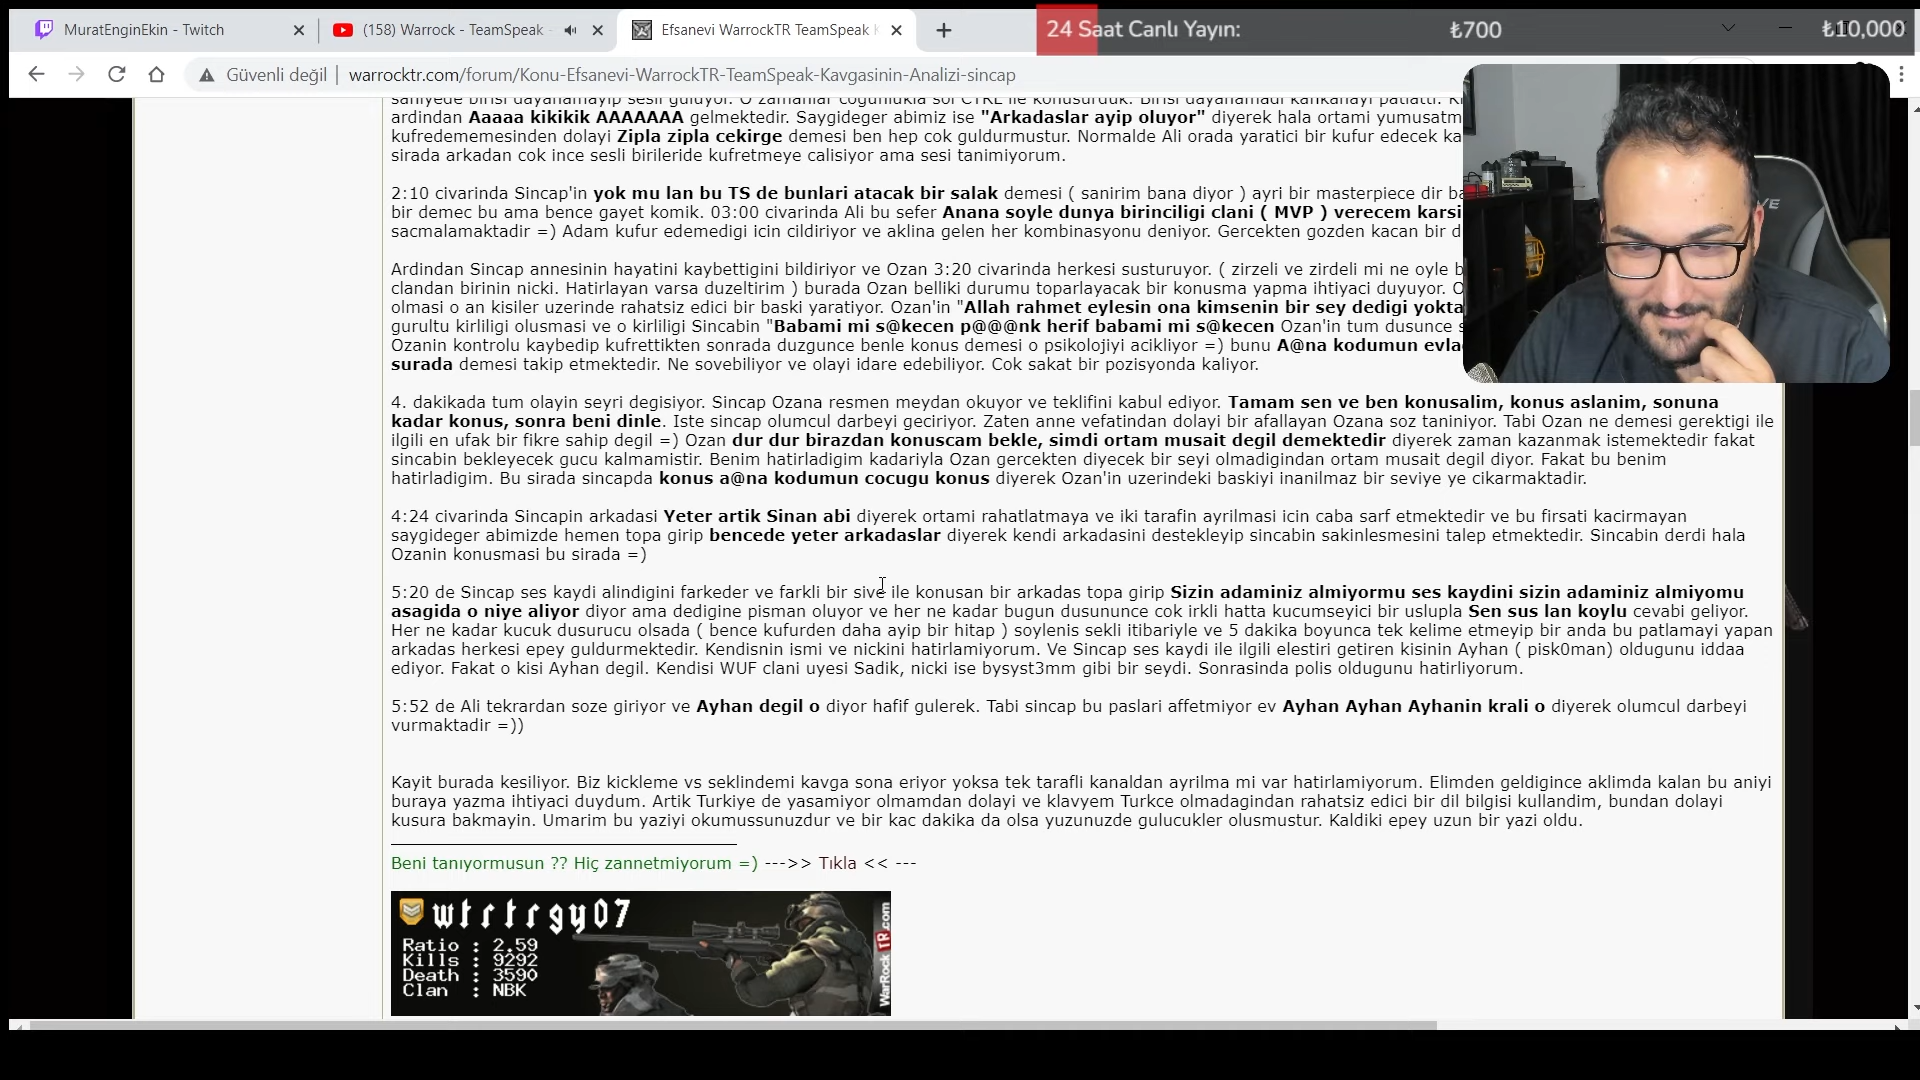 MuratEnginEkin - Twitch
(158) Warrock - TeamSpeak -
Efsanevi WarrockTR TeamSpeak K
24 Saat Canlı Yayın: ₺700 ₺10,000
Güvenli değil | warrocktr.com/forum/Konu-Efsanevi-WarrockTR-TeamSpeak-Kavgasinin-Analizi-sincap
saniyede birisi dayanamayip sesli guluyor. O zamanlar cogunlukla sol CTRL ile konusurduk. Birisi dayanamadi kahkahayi patlatti.
ardindan Aaaaa kikikik AAAAAAA gelmektedir. Saygideger abimiz ise "Arkadaslar ayip oluyor" diyerek hala ortami
kufredememesinden dolayi Zipla zipla cekirge demesi ben hep cok guldurmustur. Normalde Ali orada yaratici bir kufur edecek
sirada arkadan cok ince sesli birileride kufretmeye calisiyor ama sesi tanimiyorum.
2:10 civarinda Sincap'in yok mu lan bu TS de bunlari atacak bir salak demesi ( sanirim bana diyor ) ayri bir masterpiece dir
bir demec bu ama bence gayet komik. 03:00 civarinda Ali bu sefer Anana soyle dunya birinciligi clani ( MVP ) verecem
sacmalamaktadir =) Adam kufur edemedigi icin cildiriyor ve aklina gelen her kombinasyonu deniyor. Gercekten gozden kacan bir
Ardindan Sincap annesinin hayatini kaybettigini bildiriyor ve Ozan 3:20 civarinda herkesi susturuyor. ( zirzeli ve zirdeli mi ne oyle
clandan birinin nicki. Hatirlayan varsa duzeltirim ) burada Ozan belliki durumu toparlayacak bir konusma yapma ihtiyaci duyuyor.
olmasi o an kisiler uzerinde rahatsiz edici bir baski yaratiyor. Ozan'in "Allah rahmet eylesin ona kimsenin bir sey dedigi
gurultu kirliligi olusmasi ve o kirliligi Sincabin "Babami mi s@kecen p@@@nk herif babami mi s@kecen Ozan'in tum dusunce
Ozanin kontrolu kaybedip kufrettikten sonrada duzgunce benle konus demesi o psikolojiyi acikliyor =) bunu A@na kodumun
surada demesi takip etmektedir. Ne sovebiliyor ve olayi idare edebiliyor. Cok sakat bir pozisyonda kaliyor.
4. dakikada tum olayin seyri degisiyor. Sincap Ozana resmen meydan okuyor ve teklifini kabul ediyor. Tamam sen ve ben konusalim, konus aslanim, sonuna
kadar konus, sonra beni dinle. Iste sincap olumcul darbeyi geciriyor. Zaten anne vefatindan dolayi bir afallayan Ozana soz taniniyor. Tabi Ozan ne demesi gerektigi ile
ilgili en ufak bir fikre sahip degil =) Ozan dur dur birazdan konuscam bekle, simdi ortam musait degil demektedir diyerek zaman kazanmak istemektedir fakat
sincabin bekleyecek gucu kalmamistir. Benim hatirladigim kadariyla Ozan gercekten diyecek bir seyi olmadigindan ortam musait degil diyor. Fakat bu benim
hatirladigim. Bu sirada sincapda konus a@na kodumun cocugu konus diyerek Ozan'in uzerindeki baskiyi inanilmaz bir seviye ye cikarmaktadir.
4:24 civarinda Sincapin arkadasi Yeter artik Sinan abi diyerek ortami rahatlatmaya ve iki tarafin ayrilmasi icin caba sarf etmektedir ve bu firsati kacirmayan
saygideger abimizde hemen topa girip bencede yeter arkadaslar diyerek kendi arkadasini destekleyip sincabin sakinlesmesini talep etmektedir. Sincabin derdi hala
Ozanin konusmasi bu sirada =)
5:20 de Sincap ses kaydi alindigini farkeder ve farkli bir sive ile konusan bir arkadas topa girip Sizin adaminiz almiyormu ses kaydini sizin adaminiz almiyomu
asagida o niye aliyor diyor ama dedigine pisman oluyor ve her ne kadar bugun dusununce cok irkli hatta kucumseyici bir uslupla Sen sus lan koylu cevabi geliyor.
Her ne kadar kucuk dusurucu olsada ( bence kufurden daha ayip bir hitap ) soylenis sekli itibariyle ve 5 dakika boyunca tek kelime etmeyip bir anda bu patlamayi yapan
arkadas herkesi epey guldurmektedir. Kendisnin ismi ve nickini hatirlamiyorum. Ve Sincap ses kaydi ile ilgili elestiri getiren kisinin Ayhan ( pisk0man) oldugunu iddaa
ediyor. Fakat o kisi Ayhan degil. Kendisi WUF clani uyesi Sadik, nicki ise bysyst3mm gibi bir seydi. Sonrasinda polis oldugunu hatirliyorum.
5:52 de Ali tekrardan soze giriyor ve Ayhan degil o diyor hafif gulerek. Tabi sincap bu paslari affetmiyor ev Ayhan Ayhan Ayhanin krali o diyerek olumcul darbeyi
vurmaktadir =))
Kayit burada kesiliyor. Biz kickleme vs seklindemi kavga sona eriyor yoksa tek tarafli kanaldan ayrilma mi var hatirlamiyorum. Elimden geldigince aklimda kalan bu aniyi
buraya yazma ihtiyaci duydum. Artik Turkiye de yasamiyor olmamdan dolayi ve klavyem Turkce olmadagindan rahatsiz edici bir dil bilgisi kullandim, bundan dolayi
kusura bakmayin. Umarim bu yaziyi okumussunuzdur ve bir kac dakika da olsa yuzunuzde gulucukler olusmustur. Kaldiki epey uzun bir yazi oldu.
Beni tanıyormusun ?? Hiç zannetmiyorum =) --->> Tıkla << ---
wtrtrgy07
Ratio : 2.59
Kills : 9292
Death : 3590
Clan : NBK
WarRockTR.com